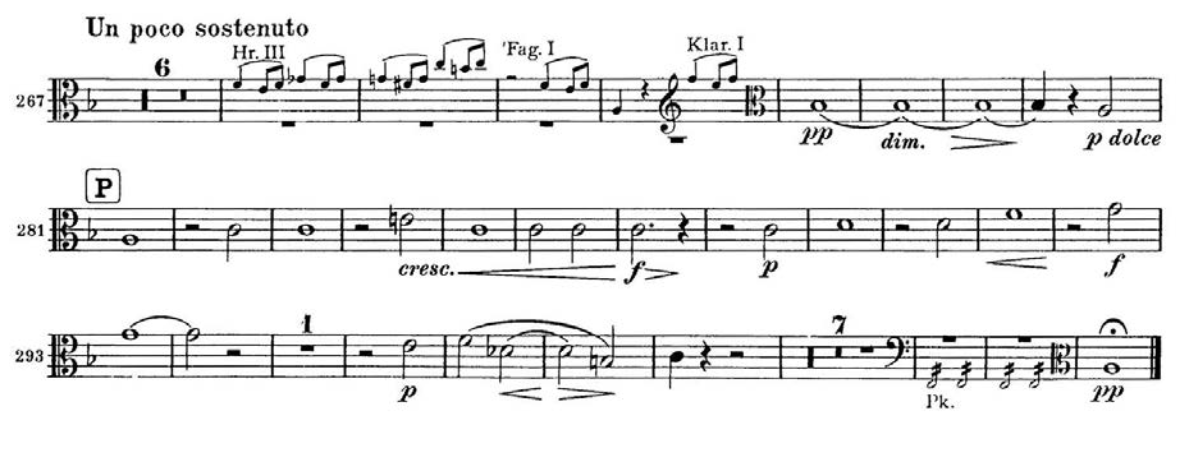 Un poco sostenuto
6 Hr. III 'Fag. I Klar. I
267
pp dim. p dolce
P
281
cresc. f p f
1 7
293
p Pk. pp